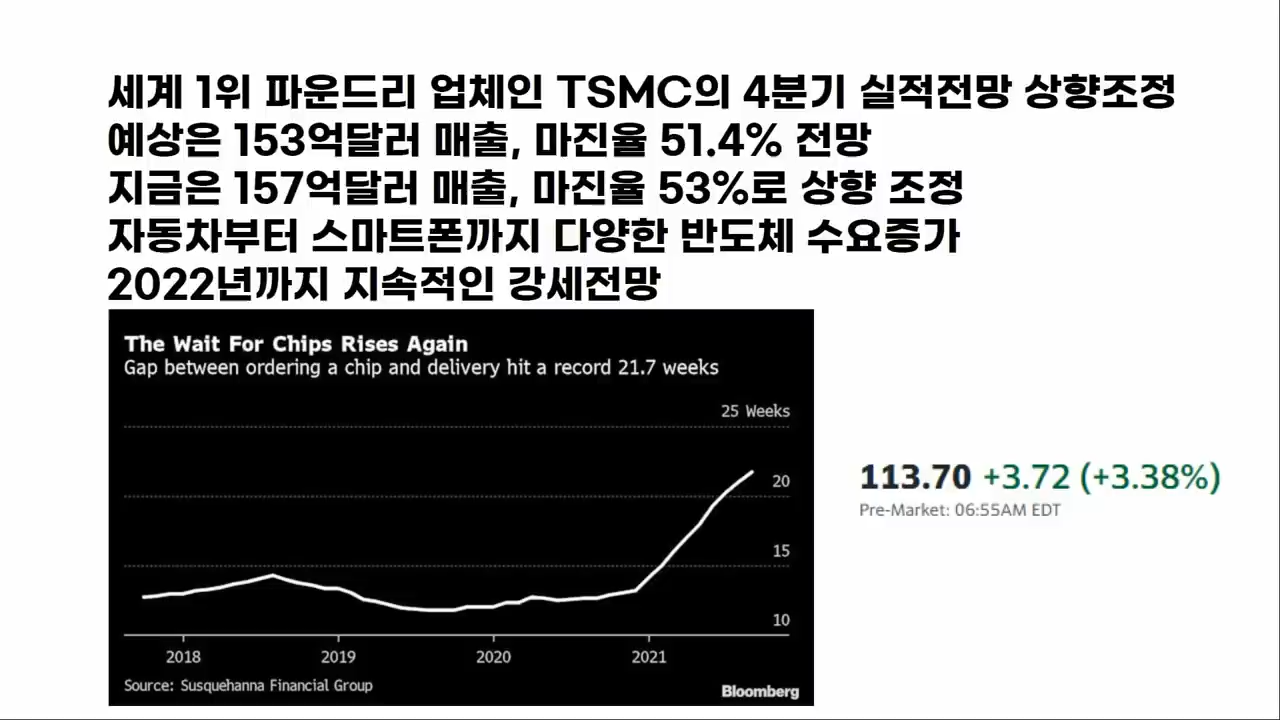 세계 1위 파운드리 업체인 TSMC의 4분기 실적전망 상향조정
예상은 153억달러 매출, 마진율 51.4% 전망
지금은 157억달러 매출, 마진율 53%로 상향 조정
자동차부터 스마트폰까지 다양한 반도체 수요증가
2022년까지 지속적인 강세전망
The Wait For Chips Rises Again
Gap between ordering a chip and delivery hit a record 21.7 weeks
25 Weeks
20
15
10
2018 2019 2020 2021
Source: Susquehanna Financial Group
Bloomberg
113.70 +3.72 (+3.38%)
Pre-Market: 06:55AM EDT